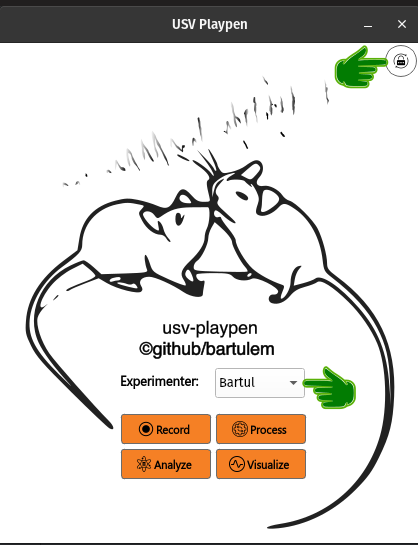 USV Playpen
usv-playpen
©github/bartulem
Experimenter: Bartul
Record Process
Analyze Visualize